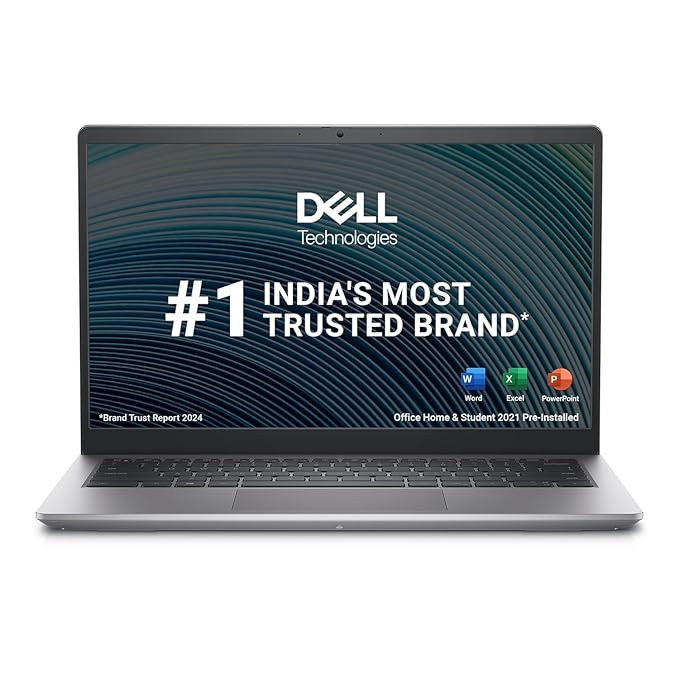 DELL
Technologies
#1 INDIA'S MOST
TRUSTED BRAND*
W X P
Word Excel PowerPoint
*Brand Trust Report 2024 Office Home & Student 2021 Pre-Installed